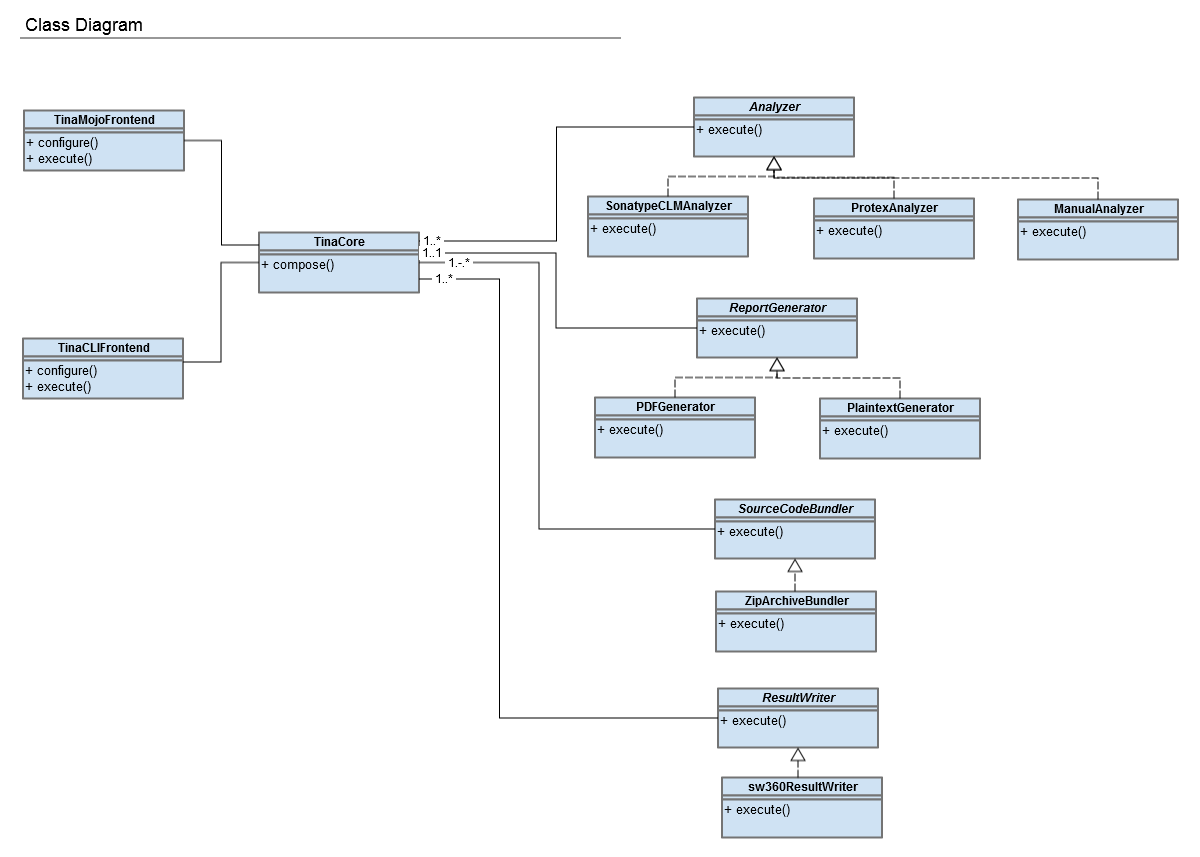 Class Diagram
TinaMojoFrontend
+ configure()
+ execute()
TinaCore
+ compose()
TinaCLIFrontend
+ configure()
+ execute()
1..*
1..1
1.-.*
1..*
Analyzer
+ execute()
SonatypeCLMAnalyzer
+ execute()
ProtexAnalyzer
+ execute()
ManualAnalyzer
+ execute()
ReportGenerator
+ execute()
PDFGenerator
+ execute()
PlaintextGenerator
+ execute()
SourceCodeBundler
+ execute()
ZipArchiveBundler
+ execute()
ResultWriter
+ execute()
sw360ResultWriter
+ execute()